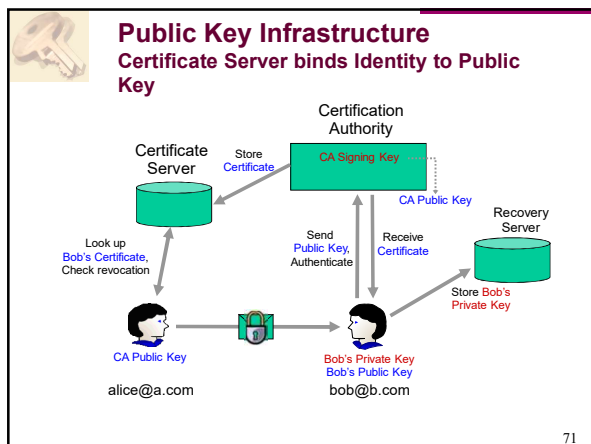 Public Key Infrastructure
Certificate Server binds Identity to Public
Key
Certification
Authority
Certificate
Server
Store
Certificate
CA Signing Key
CA Public Key
Recovery
Server
Look up
Bob's Certificate,
Check revocation
Send
Public Key,
Authenticate
Receive
Certificate
Store Bob's
Private Key
CA Public Key
Bob's Private Key
Bob's Public Key
alice@a.com
bob@b.com
71